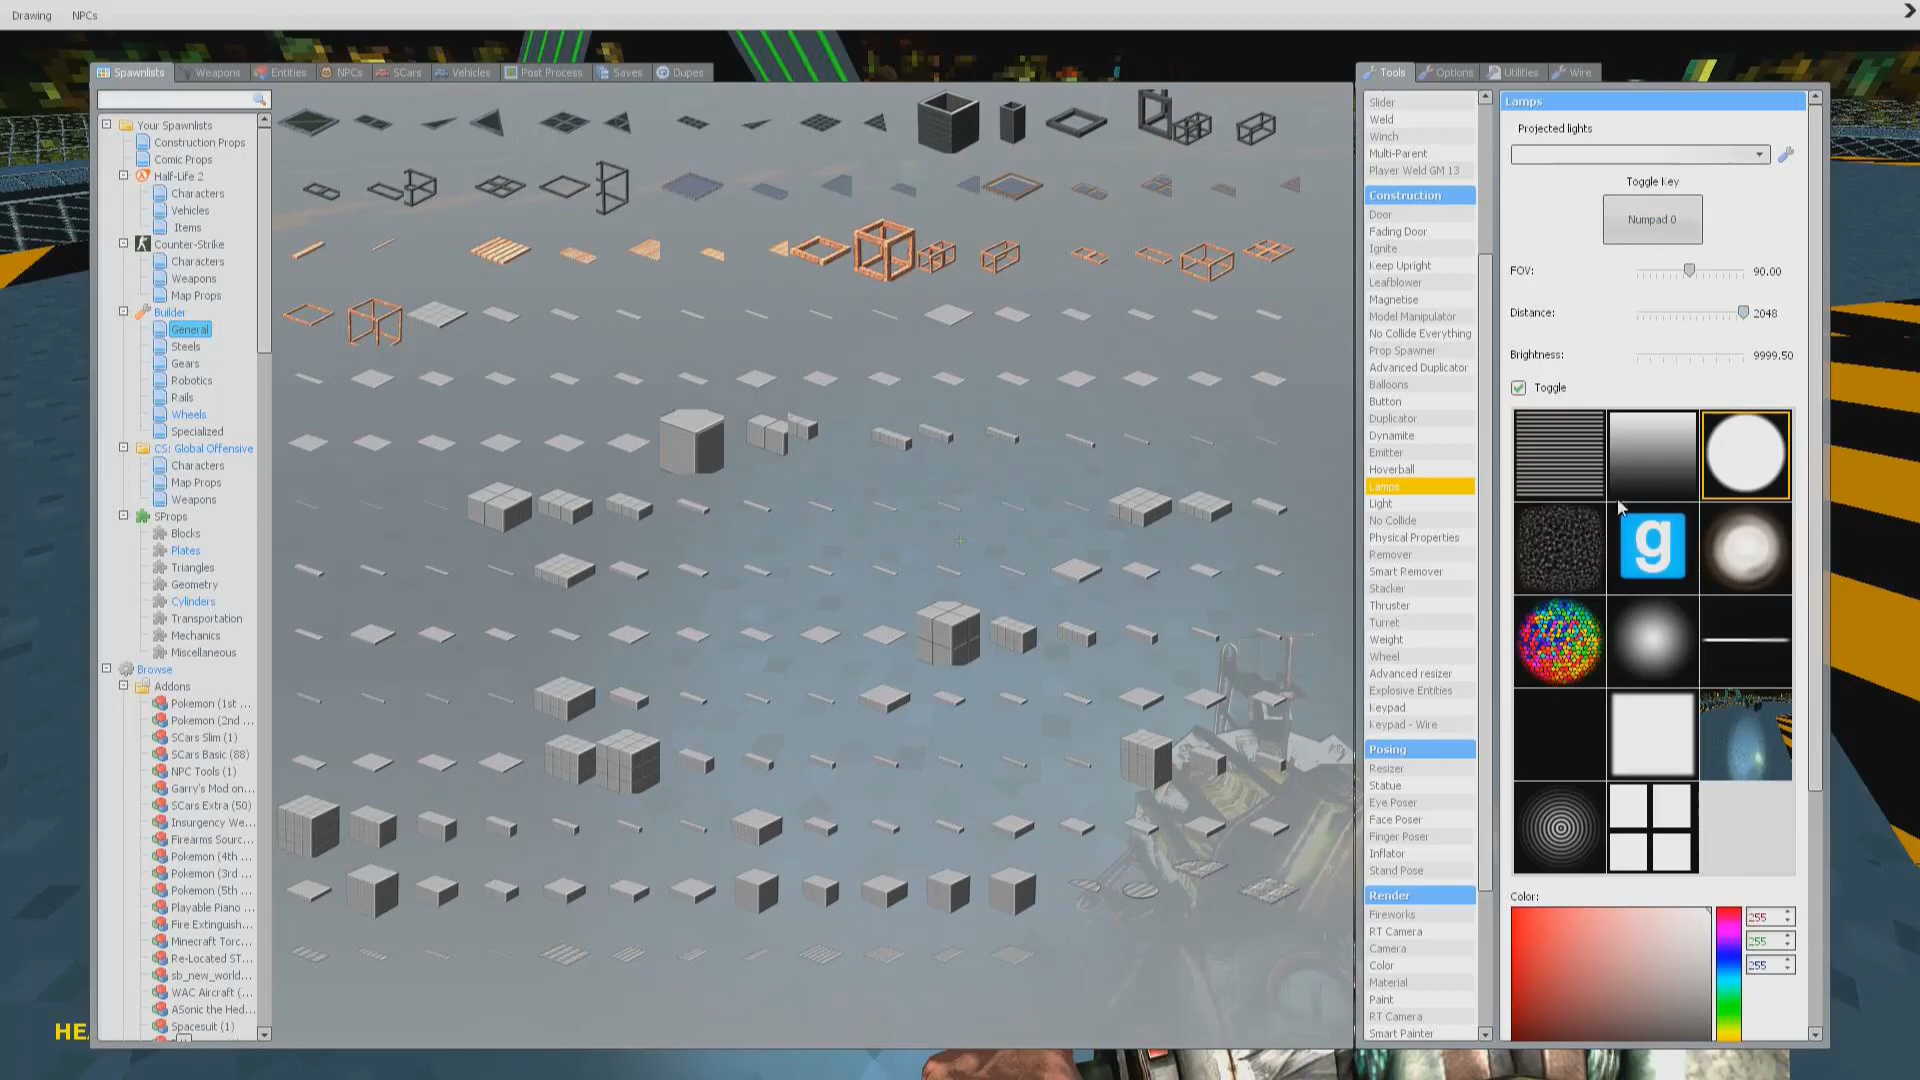 Drawing NPCs
Spawnlists Weapons Entities NPCs SCars Vehicles Post Process Saves Dupes
Your Spawnlists
Construction Props
Comic Props
Half-Life 2
Characters
Vehicles
Items
Counter-Strike
Characters
Weapons
Map Props
Builder
General
Steels
Gears
Robotics
Rails
Wheels
Specialized
CS: Global Offensive
Characters
Map Props
Weapons
SProps
Blocks
Plates
Triangles
Geometry
Cylinders
Transportation
Mechanics
Miscellaneous
Browse
Addons
Pokemon (1st ...
Pokemon (2nd ...
SCars Slim (1)
SCars Basic (88)
NPC Tools (1)
Garry's Mod on...
SCars Extra (50)
Insurgency We...
Firearms Sourc...
Pokemon (4th ...
Pokemon (3rd ...
Pokemon (5th ...
Playable Piano ...
Fire Extinguish...
Minecraft Torc...
Re-Located ST...
sb_new_world...
WAC Aircraft (...
ASonic the Hed...
Spacesuit (1)
HE
Tools Options Utilities Wire
Slider
Weld
Winch
Multi-Parent
Player Weld GM 13
Construction
Door
Fading Door
Ignite
Keep Upright
Leafblower
Magnetise
Model Manipulator
No Collide Everything
Prop Spawner
Advanced Duplicator
Balloons
Button
Duplicator
Dynamite
Emitter
Hoverball
Lamps
Light
No Collide
Physical Properties
Remover
Smart Remover
Stacker
Thruster
Turret
Weight
Wheel
Advanced resizer
Explosive Entities
Keypad
Keypad - Wire
Posing
Resizer
Statue
Eye Poser
Face Poser
Finger Poser
Inflator
Stand Pose
Render
Fireworks
RT Camera
Camera
Color
Material
Paint
RT Camera
Smart Painter
Lamps
Projected lights
Toggle Key
Numpad 0
FOV: 90.00
Distance: 2048
Brightness: 9999.50
Toggle
g
Color:
255
255
255